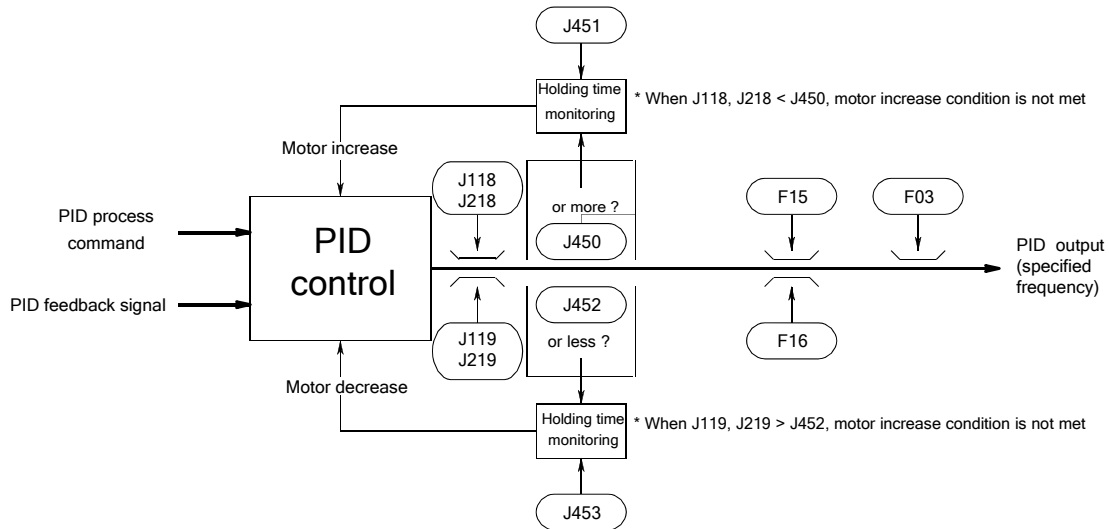 J451
Holding time
monitoring
* When J118, J218 < J450, motor increase condition is not met
Motor increase
J118
J218
or more ?
J450
F15
F03
PID process
command
PID
control
PID output
(specified
frequency)
PID feedback signal
J452
or less ?
J119
J219
F16
Motor decrease
Holding time
monitoring
* When J119, J219 > J452, motor increase condition is not met
J453